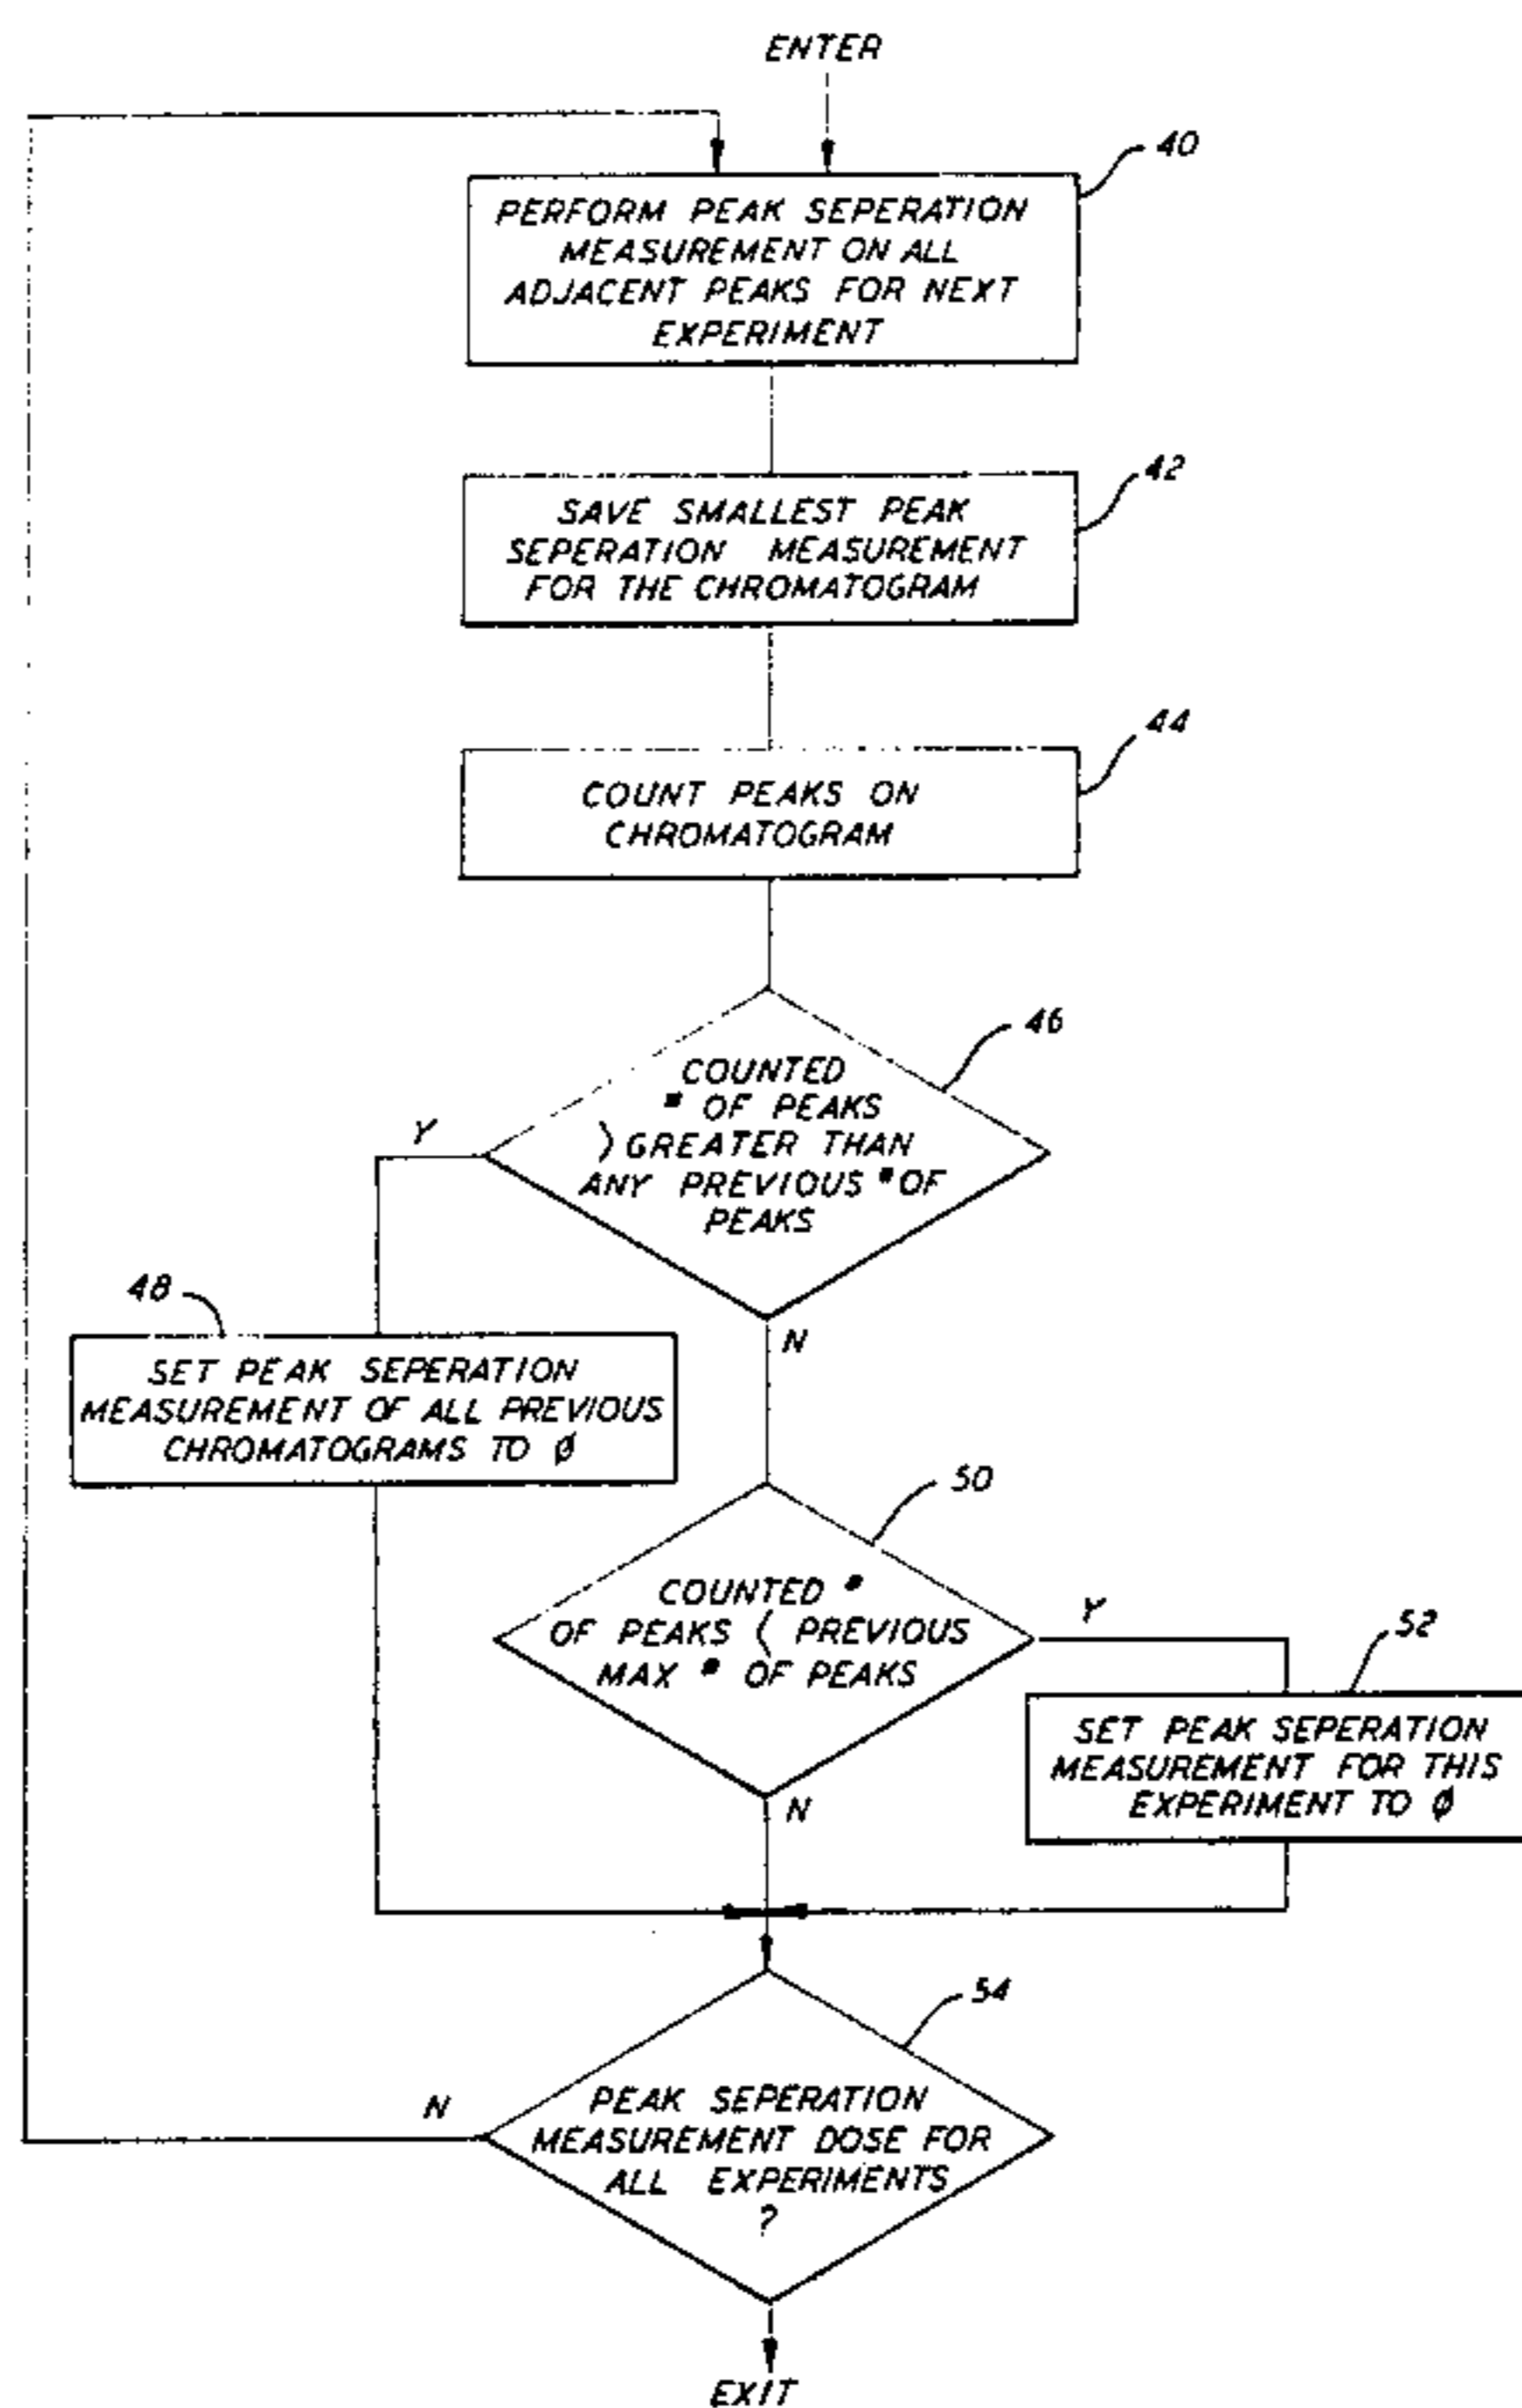 ENTER
40
PERFORM PEAK SEPERATION
MEASUREMENT ON ALL
ADJACENT PEAKS FOR NEXT
EXPERIMENT
42
SAVE SMALLEST PEAK
SEPERATION MEASUREMENT
FOR THE CHROMATOGRAM
44
COUNT PEAKS ON
CHROMATOGRAM
46
COUNTED
# OF PEAKS
> GREATER THAN
ANY PREVIOUS # OF
PEAKS
Y
N
48
SET PEAK SEPERATION
MEASUREMENT OF ALL PREVIOUS
CHROMATOGRAMS TO Ø
50
COUNTED #
OF PEAKS < PREVIOUS
MAX # OF PEAKS
Y
N
52
SET PEAK SEPERATION
MEASUREMENT FOR THIS
EXPERIMENT TO Ø
54
PEAK SEPERATION
MEASUREMENT DOSE FOR
ALL EXPERIMENTS
?
N
EXIT